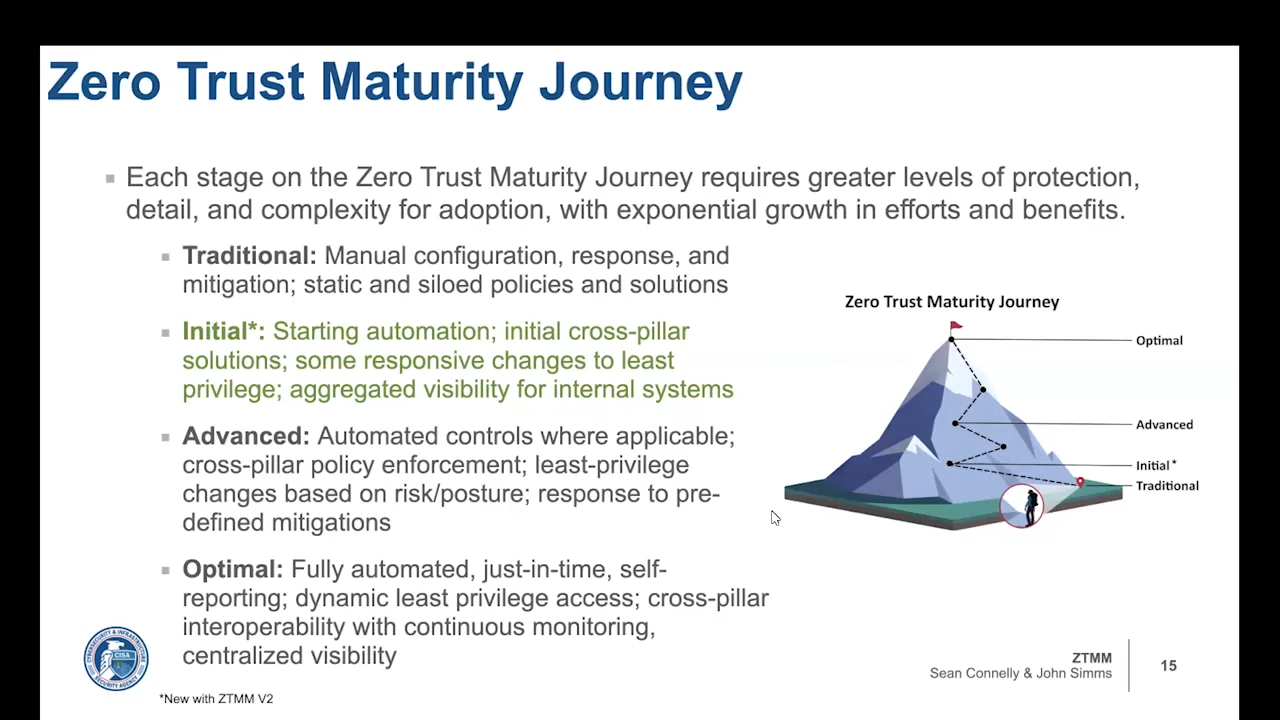 Zero Trust Maturity Journey
Each stage on the Zero Trust Maturity Journey requires greater levels of protection,
detail, and complexity for adoption, with exponential growth in efforts and benefits.
Traditional: Manual configuration, response, and
mitigation; static and siloed policies and solutions
Initial*: Starting automation; initial cross-pillar
solutions; some responsive changes to least
privilege; aggregated visibility for internal systems
Advanced: Automated controls where applicable;
cross-pillar policy enforcement; least-privilege
changes based on risk/posture; response to pre-
defined mitigations
Optimal: Fully automated, just-in-time, self-
reporting; dynamic least privilege access; cross-pillar
interoperability with continuous monitoring,
centralized visibility
Zero Trust Maturity Journey
Optimal
Advanced
Initial*
Traditional
CYBERSECURITY & INFRASTRUCTURE
CISA
SECURITY AGENCY
*New with ZTMM V2
ZTMM
Sean Connelly & John Simms
15